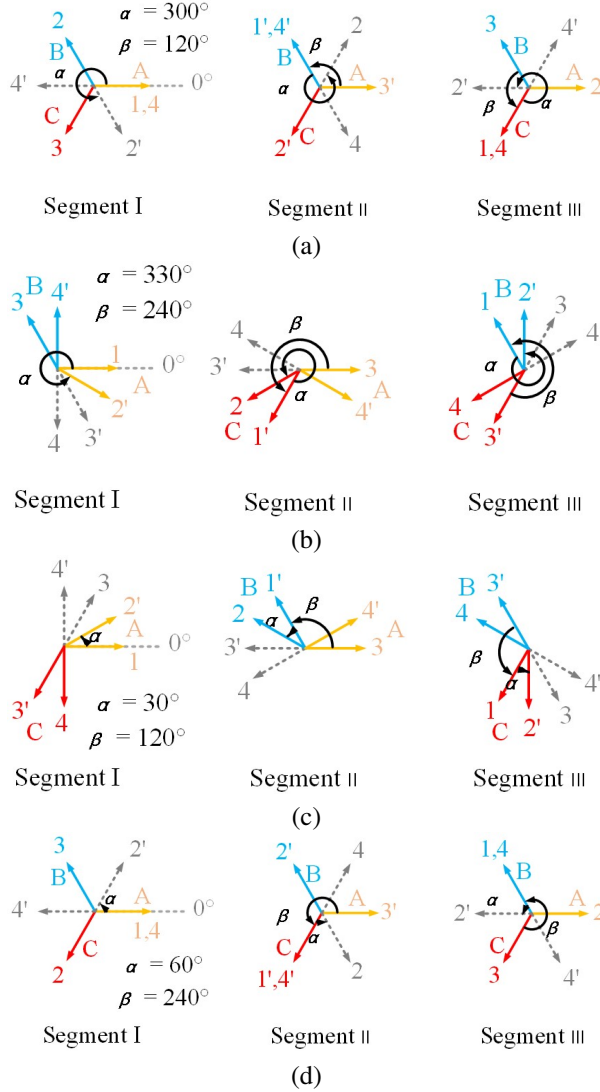 2
α = 300°
B
β = 120°
α
A
4'
0°
C
1,4
3
2'
Segment I
1',4'
β
2
B
α
A
3'
C
2'
4
Segment II
3
4'
B
A
2'
2
β
α
C
1,4
Segment III
(a)
3
B
4'
α = 330°
β = 240°
1
0°
α
A
2'
4
3'
Segment I
4
β
3'
3
2
α
A
C
1'
4'
Segment II
B
1
2'
3
4
α
4
β
C
3'
Segment III
(b)
4'
3
2'
A
α
0°
1
3'
C
4
α = 30°
β = 120°
Segment I
B
1'
2
α
β
4'
A
3'
3
4
Segment II
3'
B
4
β
α
4'
1
3
C
2'
Segment III
(c)
3
2'
B
α
A
4'
0°
1,4
C
2
α = 60°
β = 240°
Segment I
2'
4
B
A
β
3'
C
α
1',4'
2
Segment II
1,4
3
B
α
A
2'
2
C
β
3
4'
Segment III
(d)